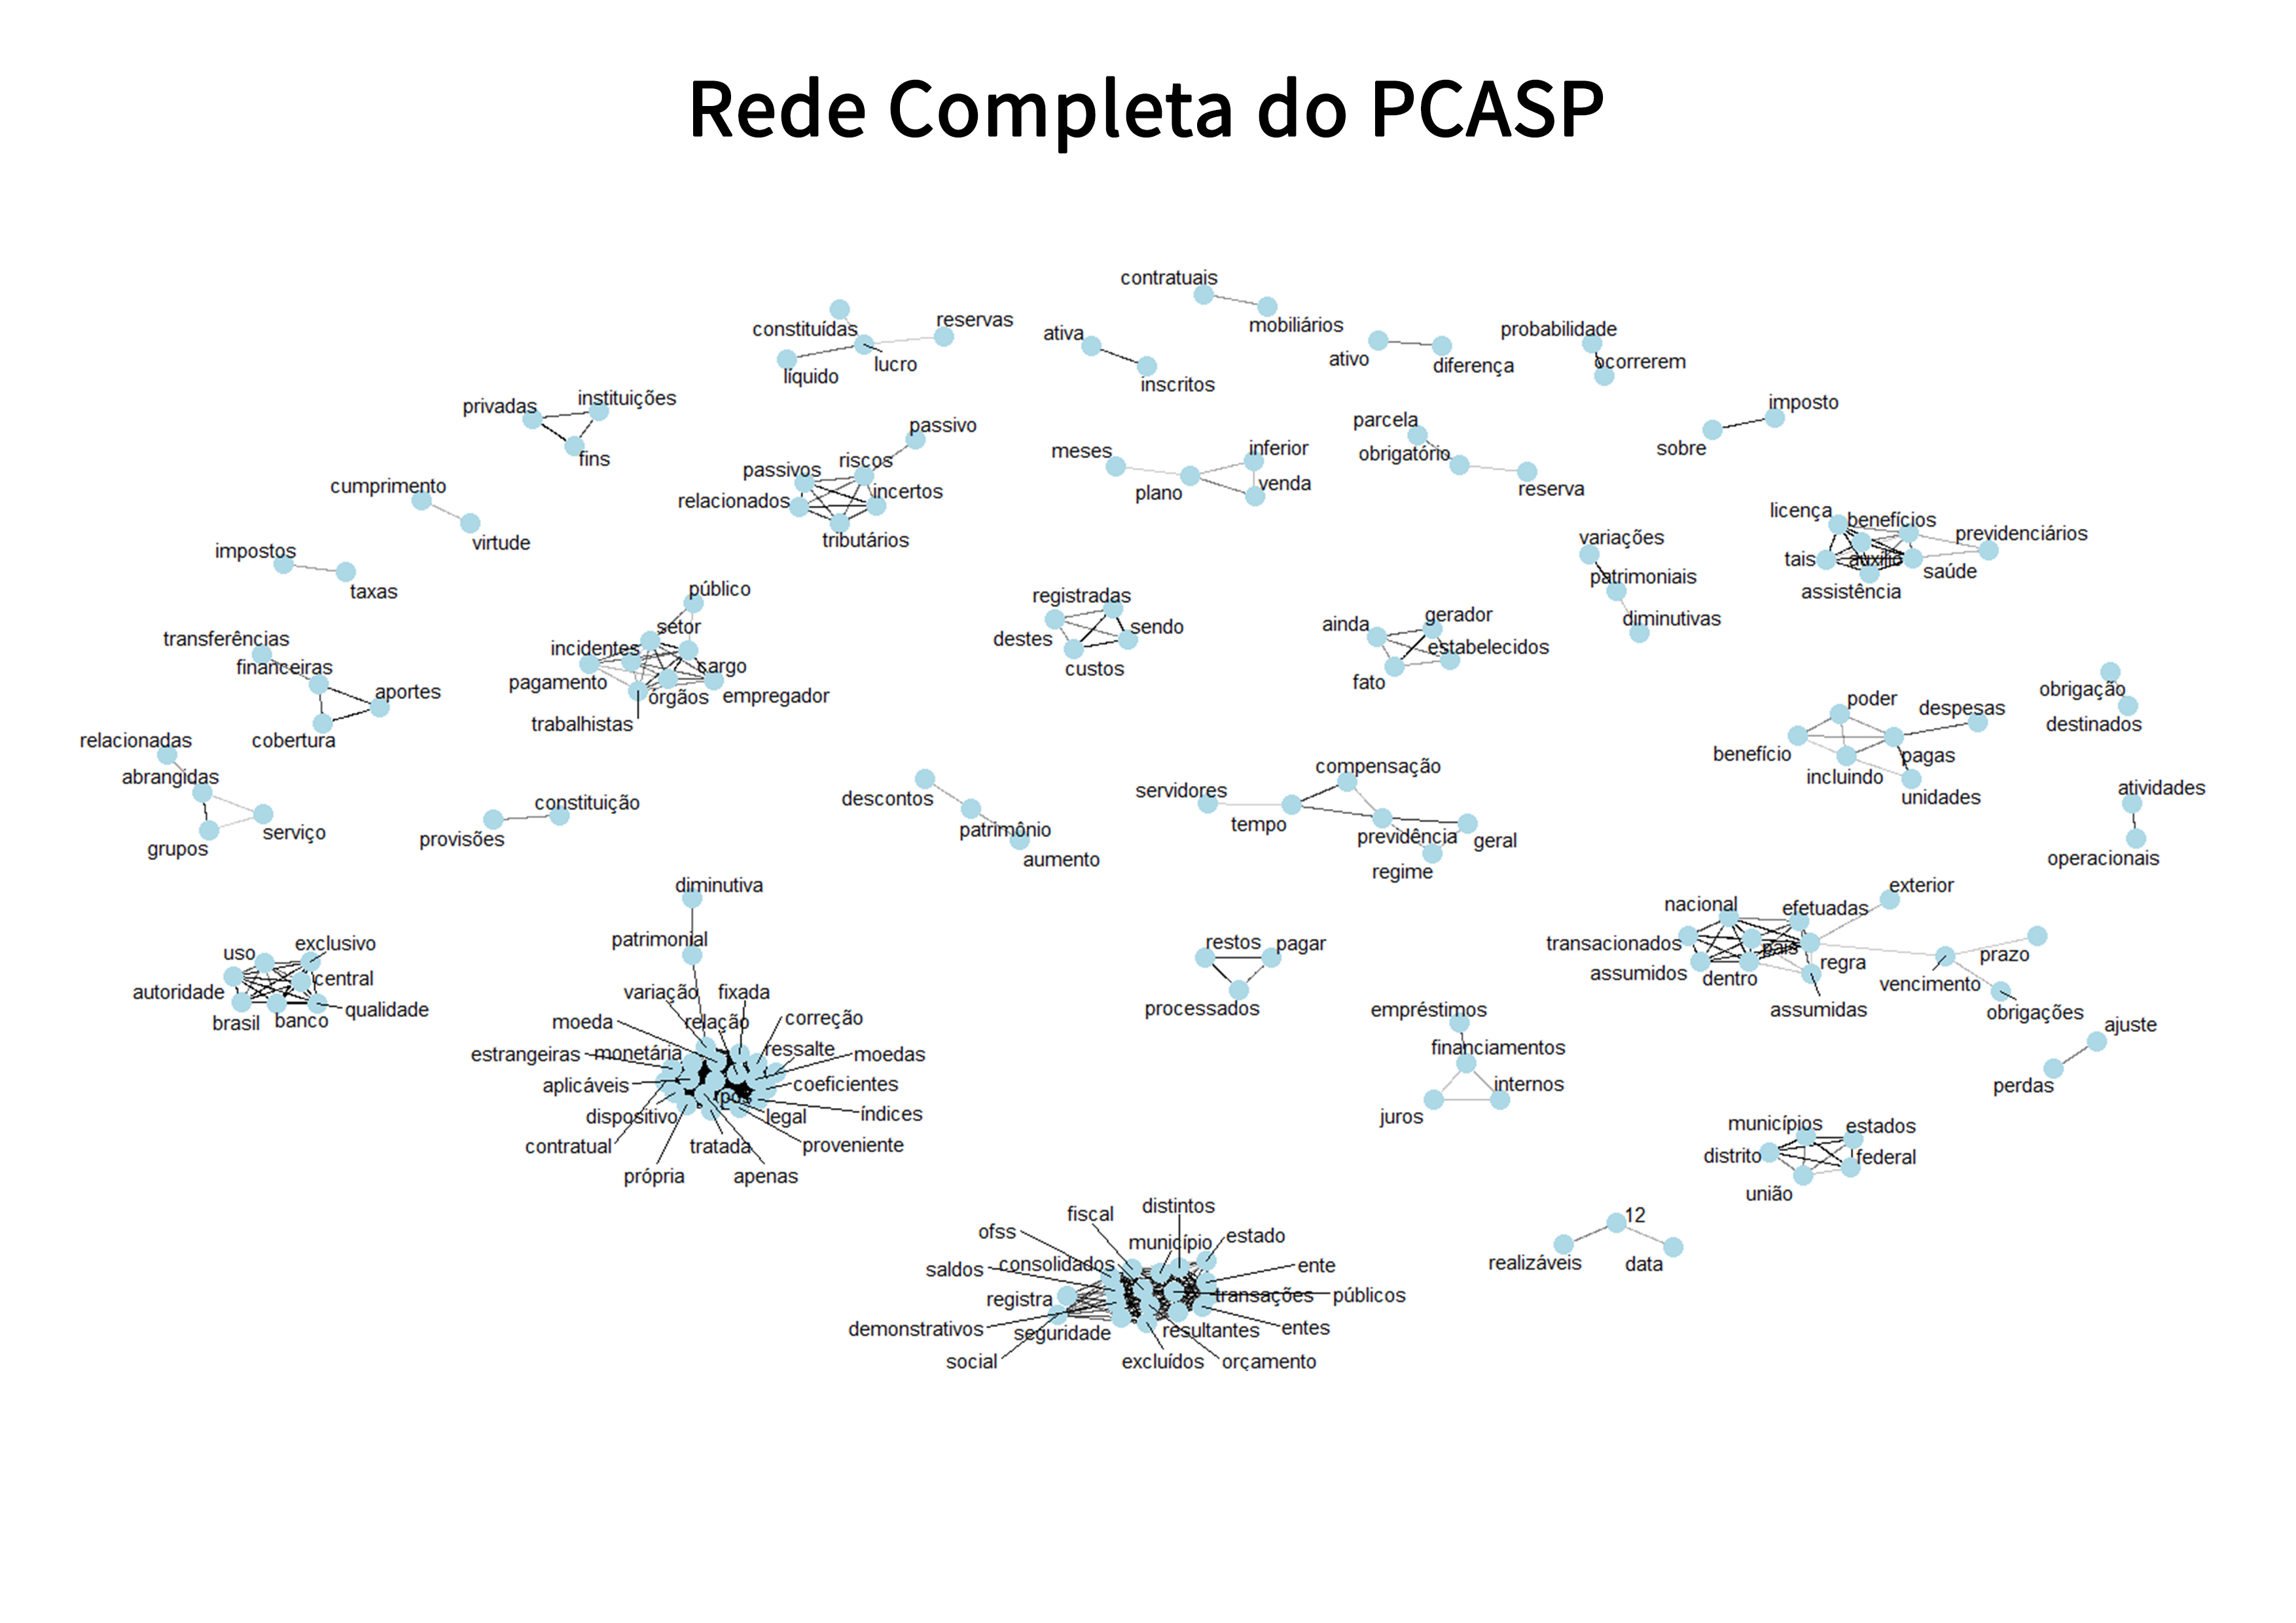 Rede Completa do PCASP
contratuais
mobiliários
constituídas
reservas
líquido
lucro
ativa
inscritos
ativo
diferença
probabilidade
ocorrerem
imposto
sobre
privadas
instituições
fins
passivo
passivos
riscos
relacionados
incertos
tributários
meses
inferior
plano
venda
parcela
obrigatório
reserva
cumprimento
virtude
impostos
taxas
licença
benefícios
previdenciários
tais
auxílio
saúde
assistência
variações
patrimoniais
diminutivas
público
setor
incidentes
cargo
pagamento
órgãos
empregador
trabalhistas
registradas
destes
sendo
custos
ainda
gerador
estabelecidos
fato
transferências
financeiras
aportes
cobertura
relacionadas
abrangidas
serviço
grupos
poder
despesas
benefício
pagas
incluindo
unidades
obrigação
destinados
atividades
operacionais
provisões
constituição
descontos
patrimônio
aumento
compensação
servidores
tempo
previdência
geral
regime
diminutiva
patrimonial
variação
fixada
moeda
relação
correção
estrangeiras
monetária
ressalte
moedas
aplicáveis
coeficientes
dispositivo
legal
índices
contratual
tratada
proveniente
própria
apenas
uso
exclusivo
central
autoridade
qualidade
brasil
banco
restos
pagar
processados
nacional
efetuadas
exterior
transacionados
país
assumidos
dentro
regra
prazo
vencimento
assumidas
obrigações
ajuste
perdas
empréstimos
financiamentos
internos
juros
municípios
estados
distrito
federal
união
12
realizáveis
data
distintos
fiscal
ofss
município
estado
saldos
consolidados
ente
registra
transações
públicos
demonstrativos
seguridade
resultantes
entes
social
excluídos
orçamento